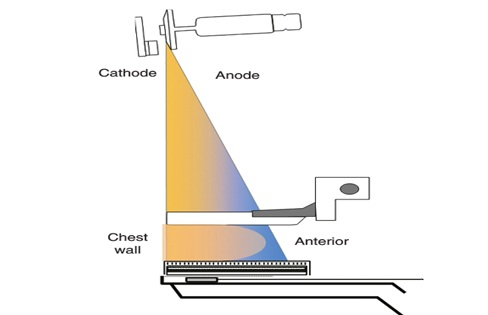 Cathode
Anode
Chest
wall
Anterior